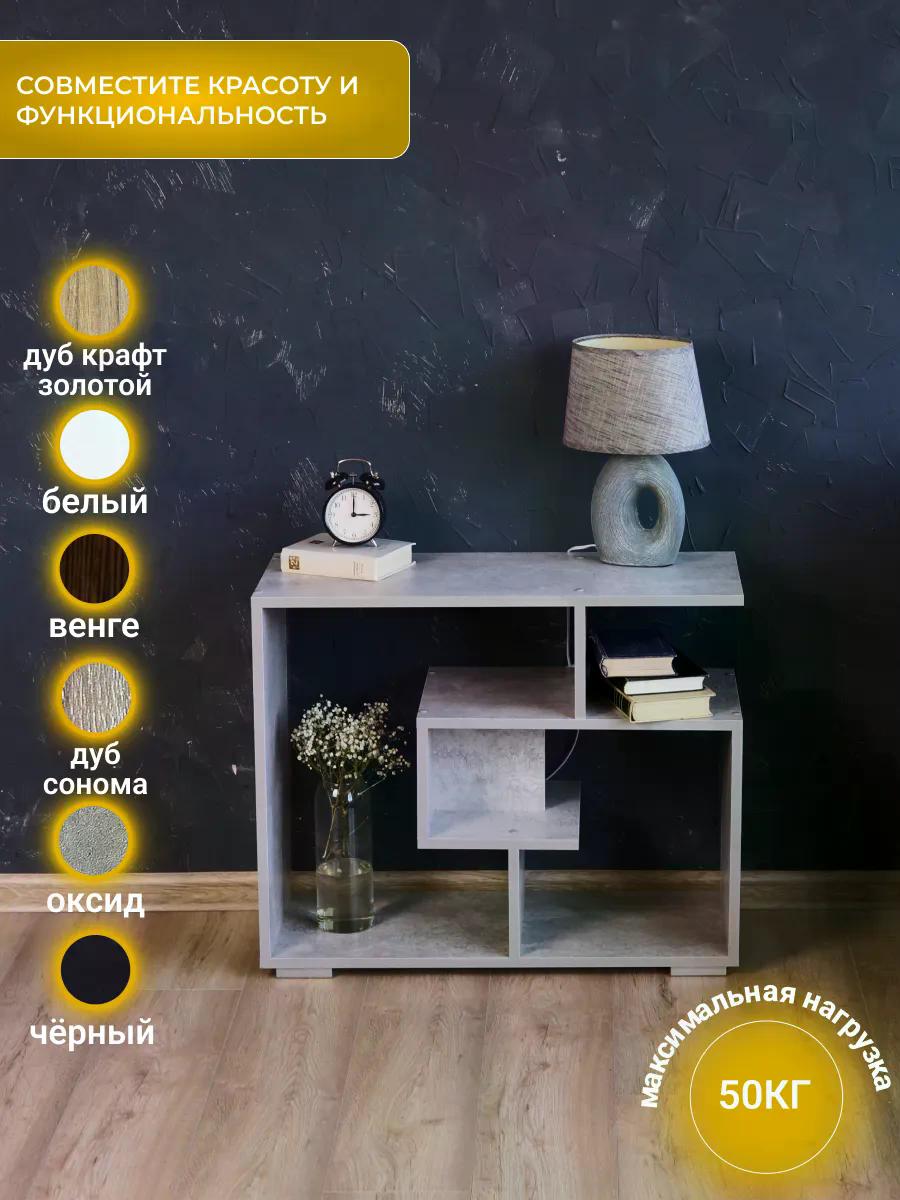 СОВМЕСТИТЕ КРАСОТУ И
ФУНКЦИОНАЛЬНОСТЬ
дуб крафт
золотой
белый
венге
дуб
сонома
оксид
чёрный
максимальная нагрузка
50КГ